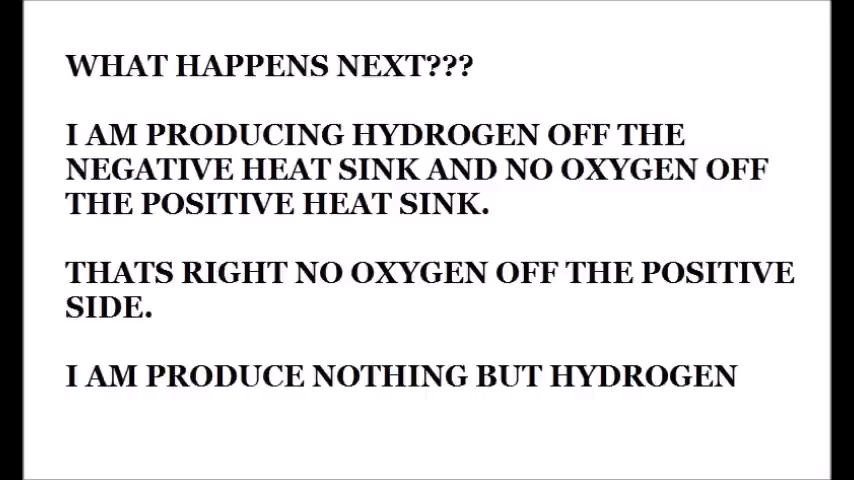 WHAT HAPPENS NEXT???
I AM PRODUCING HYDROGEN OFF THE
NEGATIVE HEAT SINK AND NO OXYGEN OFF
THE POSITIVE HEAT SINK.
THATS RIGHT NO OXYGEN OFF THE POSITIVE
SIDE.
I AM PRODUCE NOTHING BUT HYDROGEN